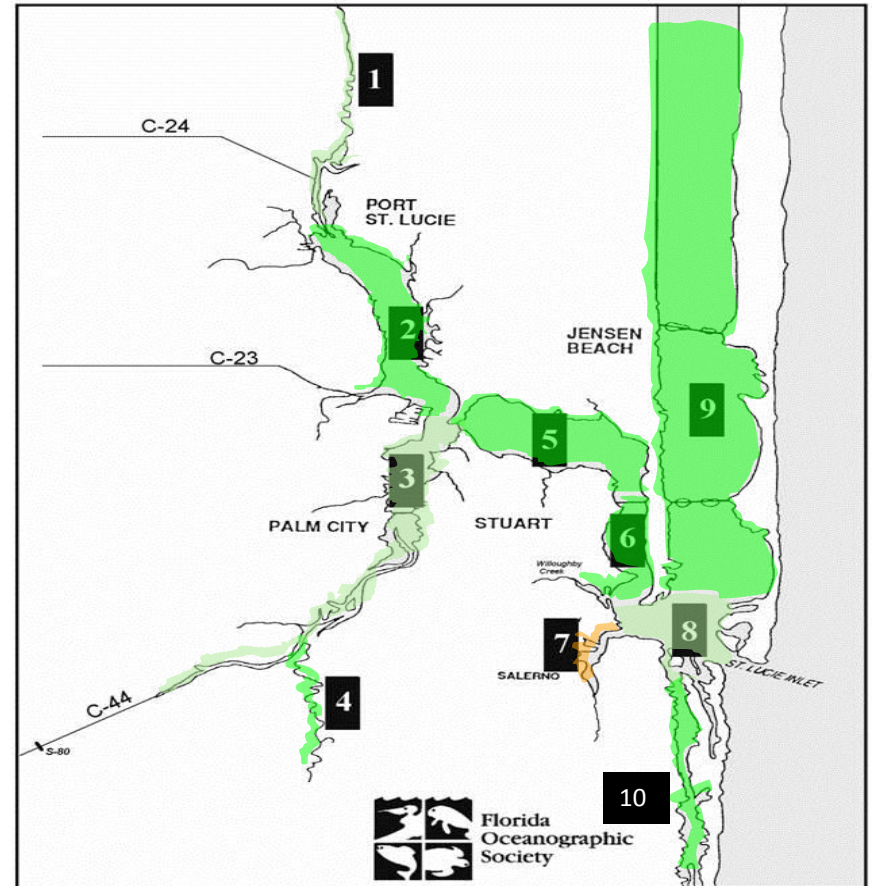 1
C-24
PORT
ST. LUCIE
2
JENSEN
BEACH
C-23
9
5
3
PALM CITY
STUART
6
Willoughby
Creek
7
8
SALERNO
ST. LUCIE INLET
4
C-44
S-80
10
Florida
Oceanographic
Society